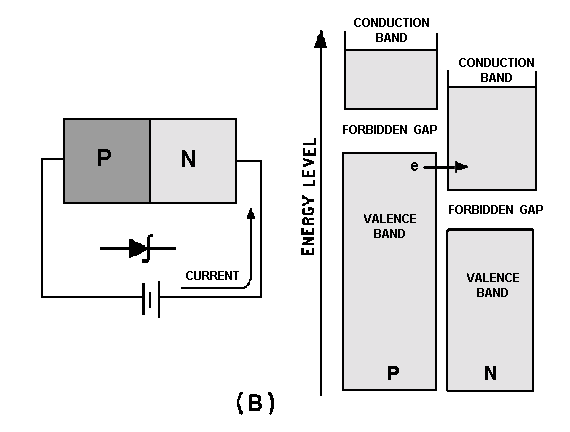 P
N
CURRENT
(B)
ENERGY LEVEL
CONDUCTION
BAND
FORBIDDEN GAP
VALENCE
BAND
P
e
CONDUCTION
BAND
FORBIDDEN GAP
VALENCE
BAND
N